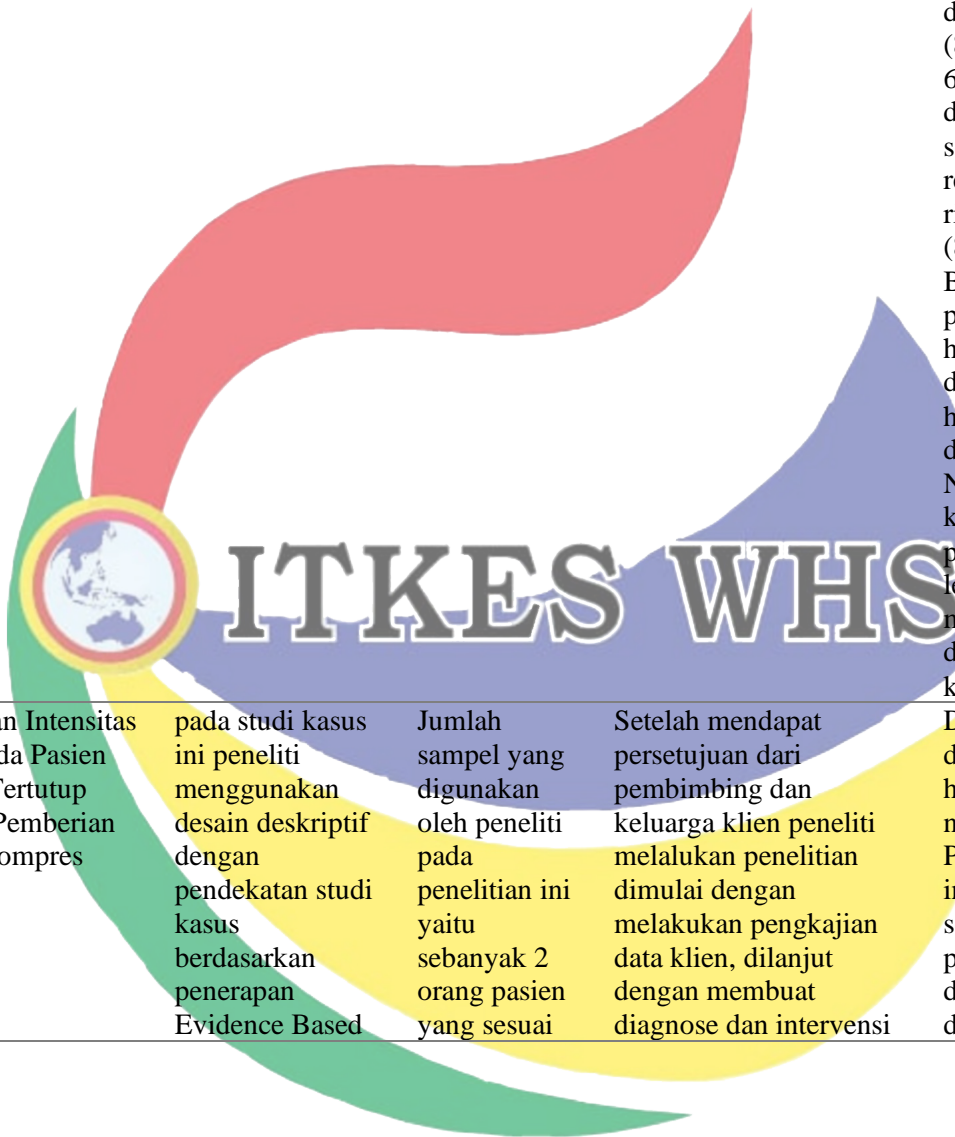 ITKES WHS
an Intensitas
da Pasien
Tertutup
Pemberian
ompres
pada studi kasus
ini peneliti
menggunakan
desain deskriptif
dengan
pendekatan studi
kasus
berdasarkan
penerapan
Evidence Based
Jumlah
sampel yang
digunakan
oleh peneliti
pada
penelitian ini
yaitu
sebanyak 2
orang pasien
yang sesuai
Setelah mendapat
persetujuan dari
pembimbing dan
keluarga klien peneliti
melalukan penelitian
dimulai dengan
melakukan pengkajian
data klien, dilanjut
dengan membuat
diagnose dan intervensi